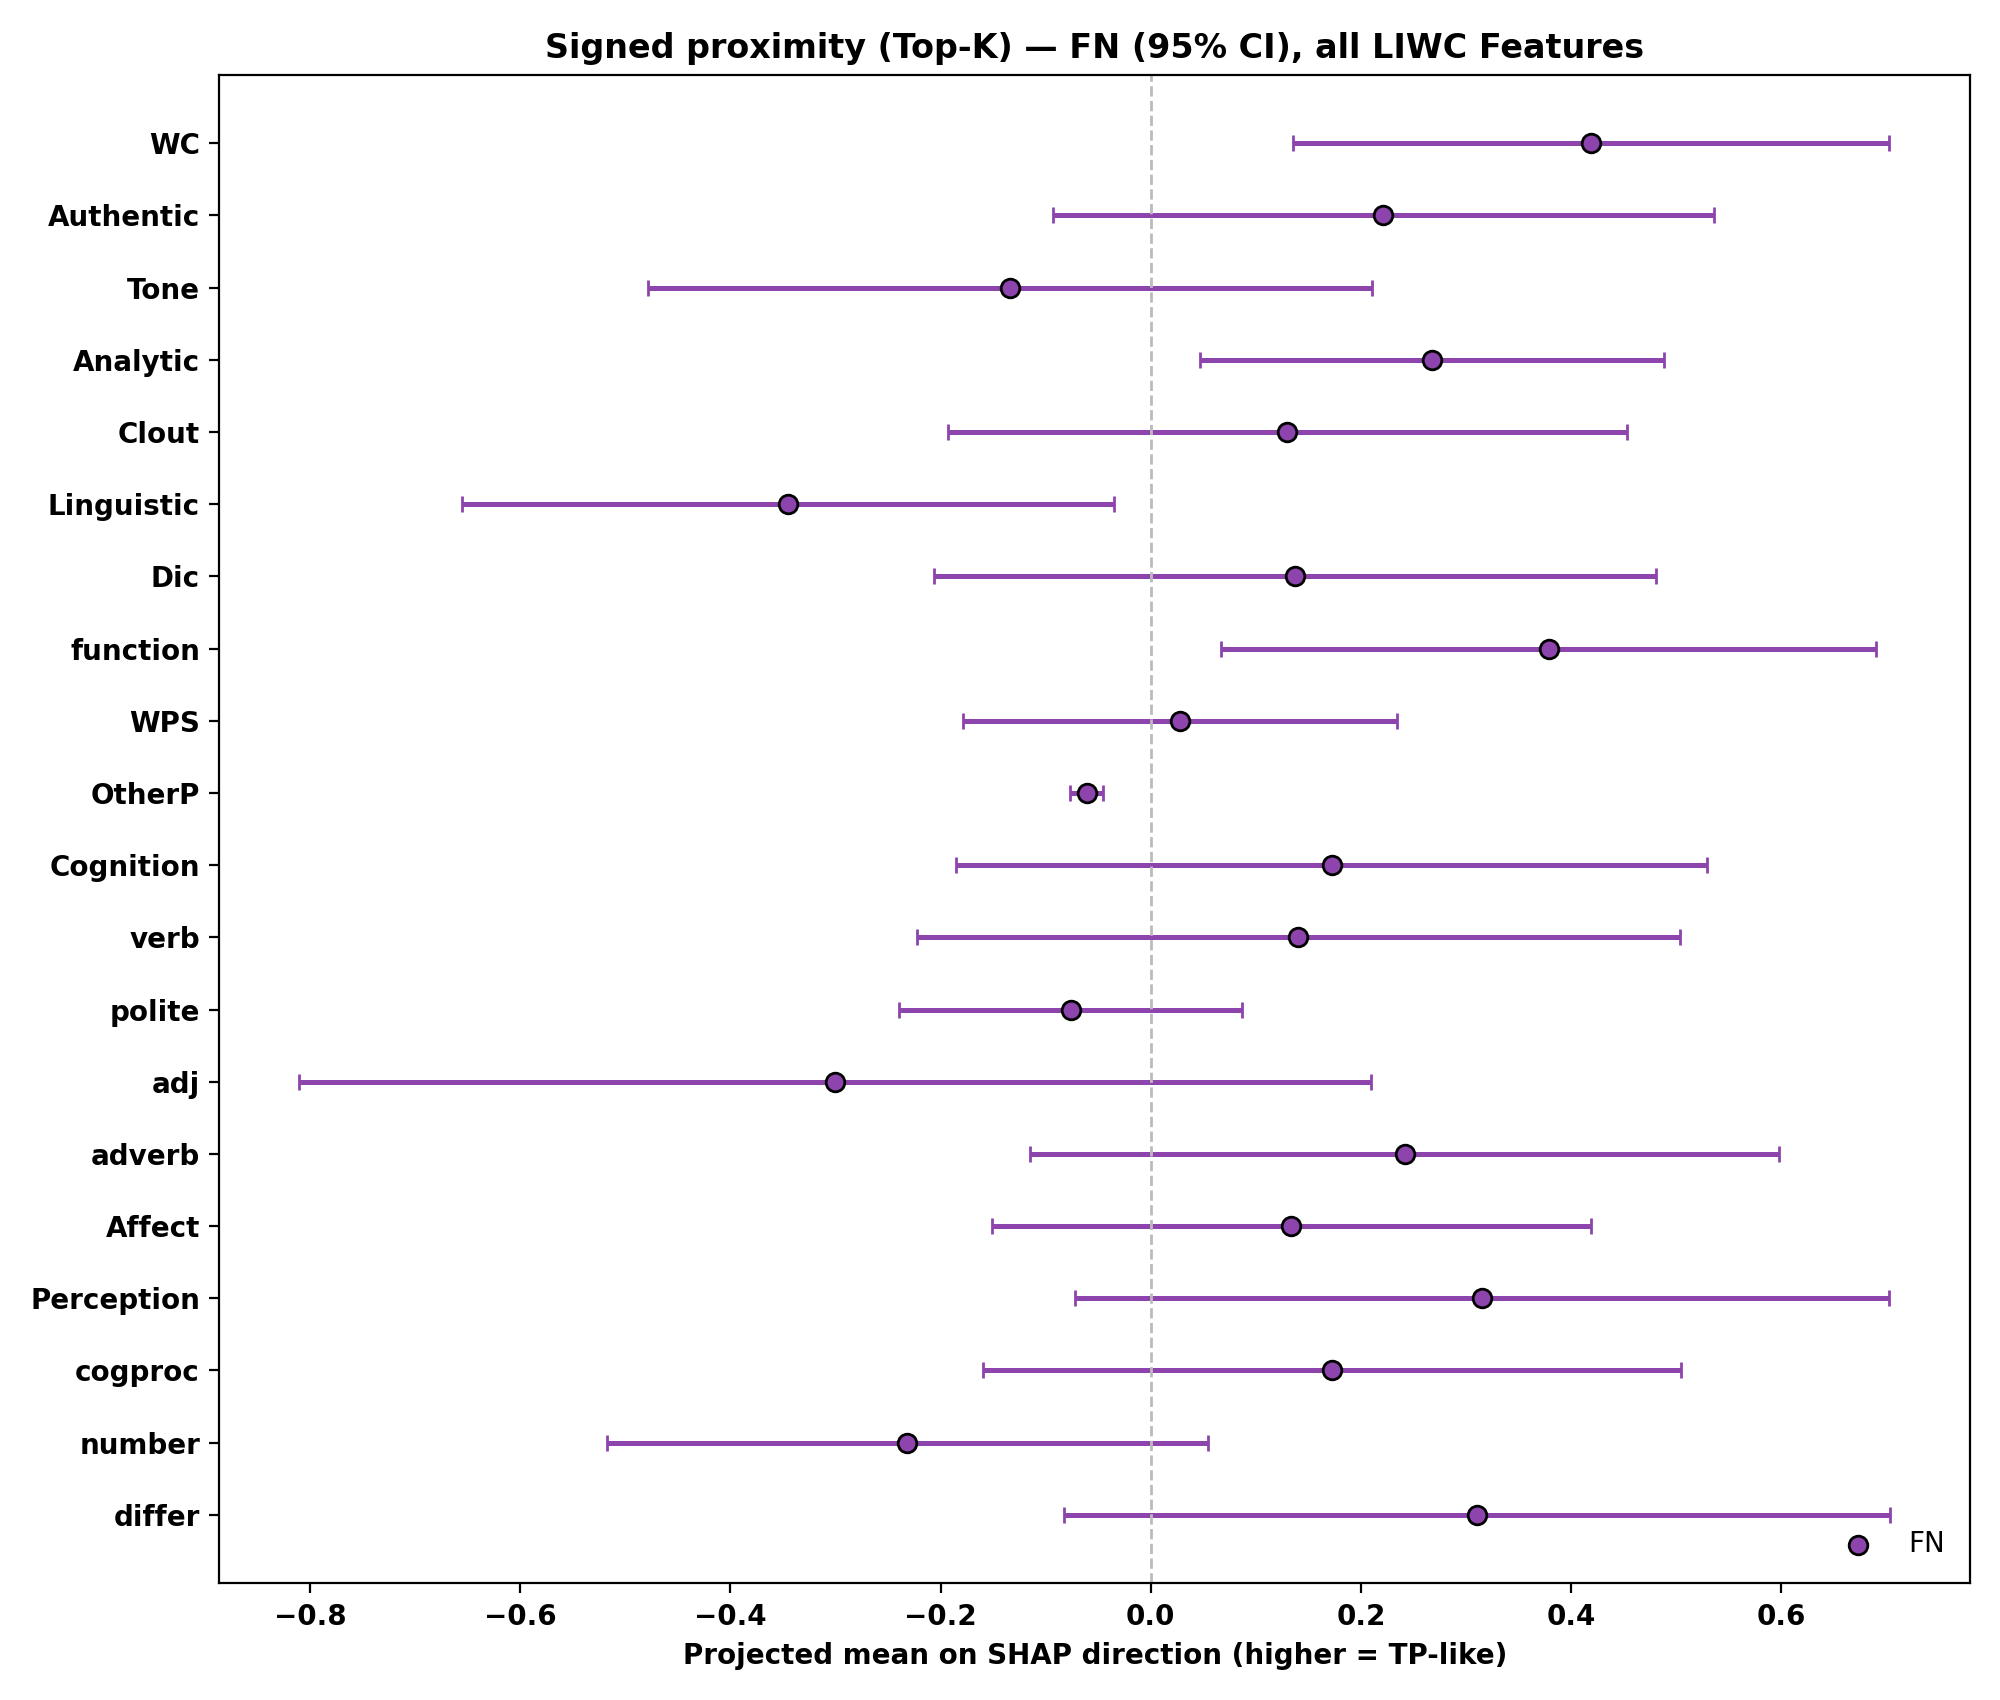 Signed proximity (Top-K) — FN (95% CI), all LIWC Features
WC
Authentic
Tone
Analytic
Clout
Linguistic
Dic
function
WPS
OtherP
Cognition
verb
polite
adj
adverb
Affect
Perception
cogproc
number
differ
FN
−0.8 −0.6 −0.4 −0.2 0.0 0.2 0.4 0.6
Projected mean on SHAP direction (higher = TP-like)